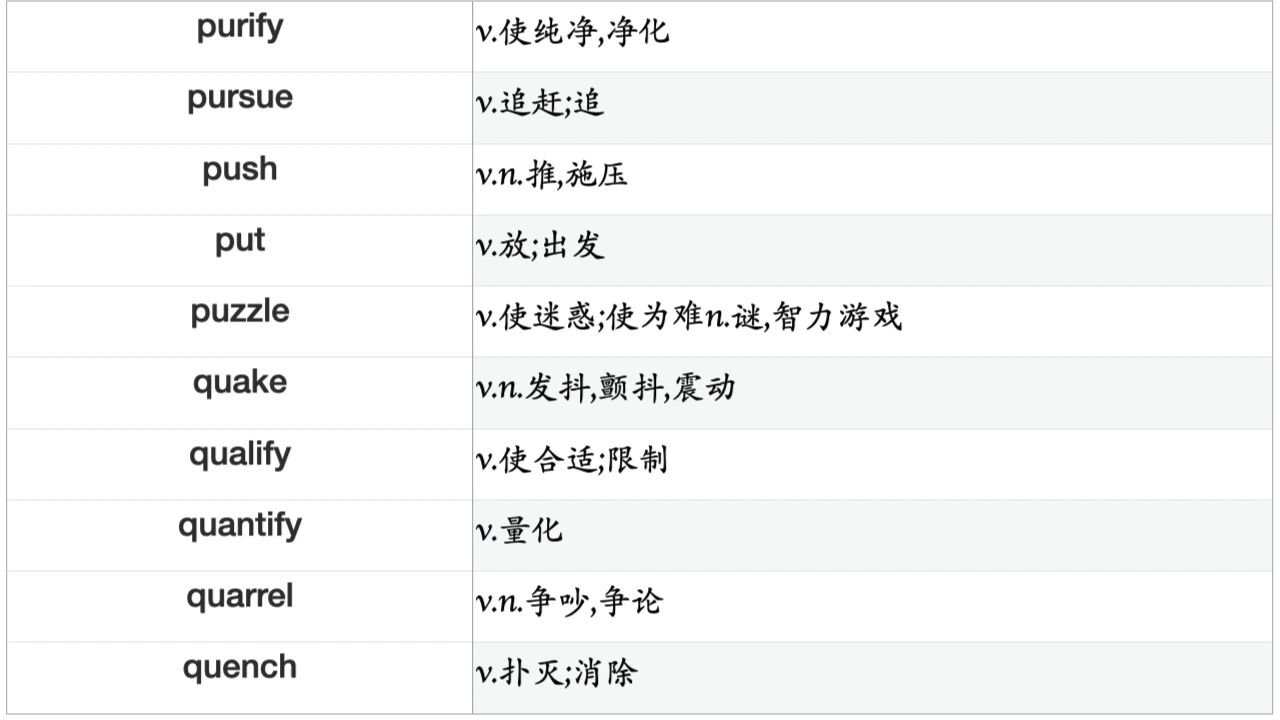 purify v.使纯净,净化
pursue v.追赶;追
push v.n.推,施压
put v.放;出发
puzzle v.使迷惑;使为难n.谜,智力游戏
quake v.n.发抖,颤抖,震动
qualify v.使合适;限制
quantify v.量化
quarrel v.n.争吵,争论
quench v.扑灭;消除